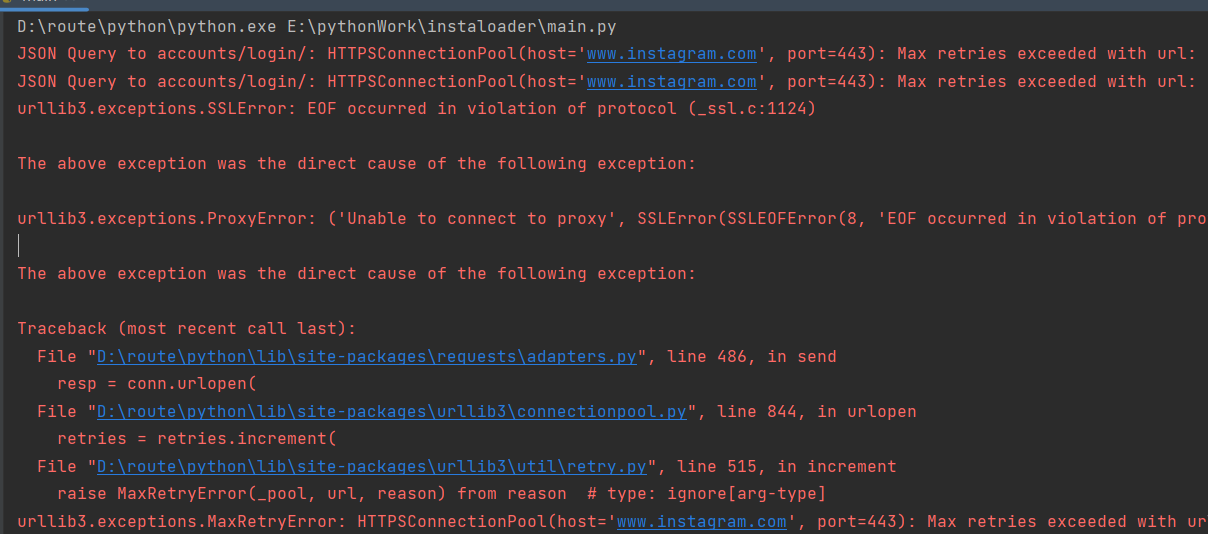 D:\route\python\python.exe E:\pythonWork\instaloader\main.py
JSON Query to accounts/login/: HTTPSConnectionPool(host='www.instagram.com', port=443): Max retries exceeded with url:
JSON Query to accounts/login/: HTTPSConnectionPool(host='www.instagram.com', port=443): Max retries exceeded with url:
urllib3.exceptions.SSLError: EOF occurred in violation of protocol (_ssl.c:1124)
The above exception was the direct cause of the following exception:
urllib3.exceptions.ProxyError: ('Unable to connect to proxy', SSLError(SSLEOFError(8, 'EOF occurred in violation of pro
The above exception was the direct cause of the following exception:
Traceback (most recent call last):
File "D:\route\python\lib\site-packages\requests\adapters.py", line 486, in send
resp = conn.urlopen(
File "D:\route\python\lib\site-packages\urllib3\connectionpool.py", line 844, in urlopen
retries = retries.increment(
File "D:\route\python\lib\site-packages\urllib3\util\retry.py", line 515, in increment
raise MaxRetryError(_pool, url, reason) from reason  # type: ignore[arg-type]
urllib3.exceptions.MaxRetryError: HTTPSConnectionPool(host='www.instagram.com', port=443): Max retries exceeded with ur